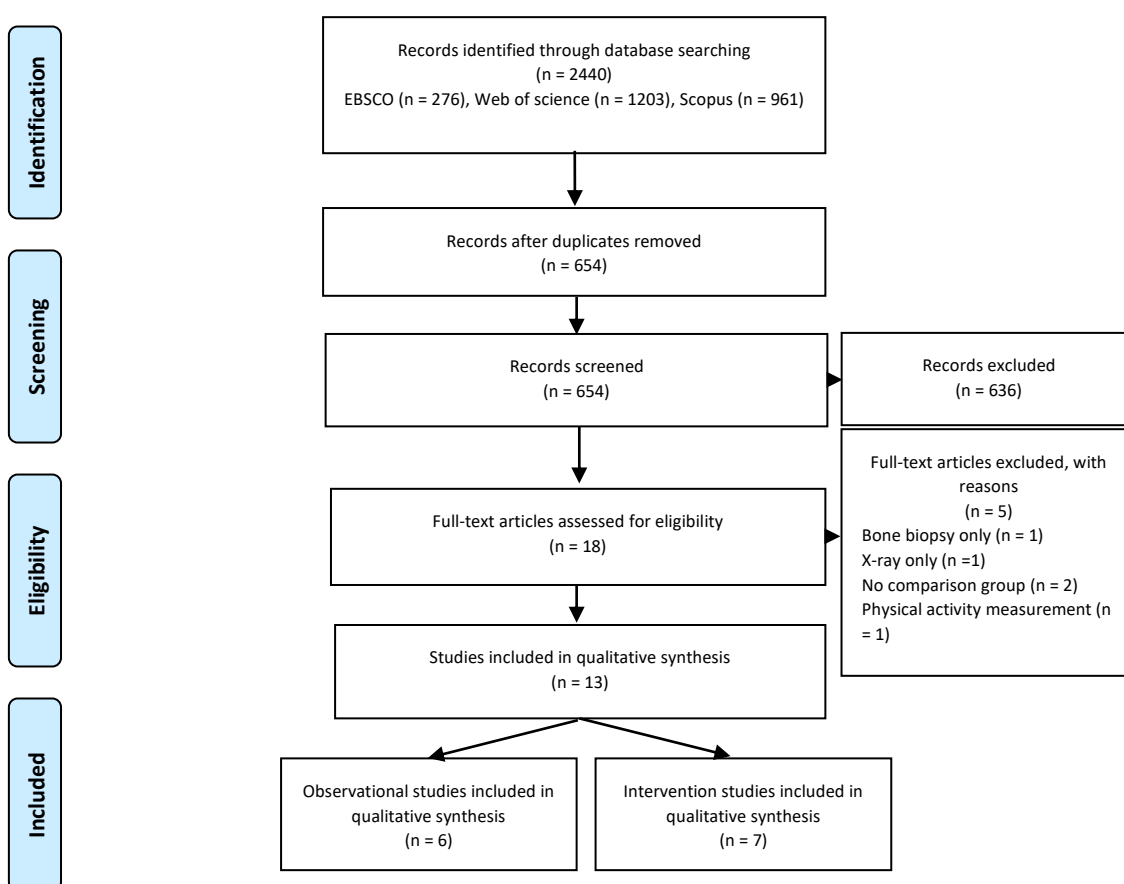 Identification
Records identified through database searching
(n = 2440)
EBSCO (n = 276), Web of science (n = 1203), Scopus (n = 961)
Records after duplicates removed
(n = 654)
Screening
Records screened
(n = 654)
Records excluded
(n = 636)
Eligibility
Full-text articles assessed for eligibility
(n = 18)
Full-text articles excluded, with
reasons
(n = 5)
Bone biopsy only (n = 1)
X-ray only (n =1)
No comparison group (n = 2)
Physical activity measurement (n
= 1)
Studies included in qualitative synthesis
(n = 13)
Included
Observational studies included in
qualitative synthesis
(n = 6)
Intervention studies included in
qualitative synthesis
(n = 7)